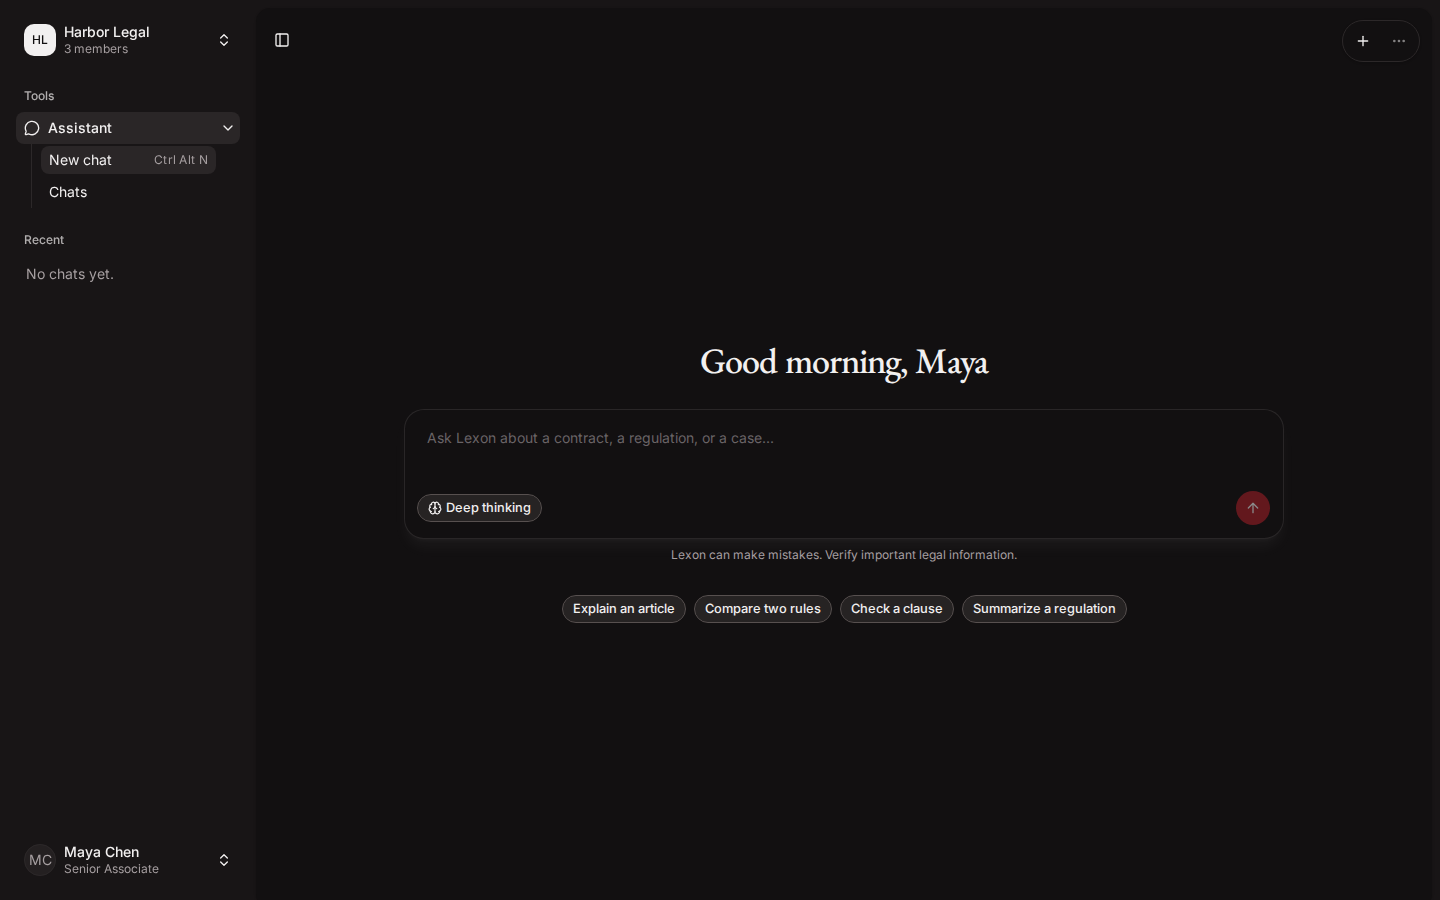 HL
Harbor Legal
3 members
Tools
Assistant
New chat Ctrl Alt N
Chats
Recent
No chats yet.
Good morning, Maya
Ask Lexon about a contract, a regulation, or a case...
Deep thinking
Lexon can make mistakes. Verify important legal information.
Explain an article
Compare two rules
Check a clause
Summarize a regulation
MC
Maya Chen
Senior Associate